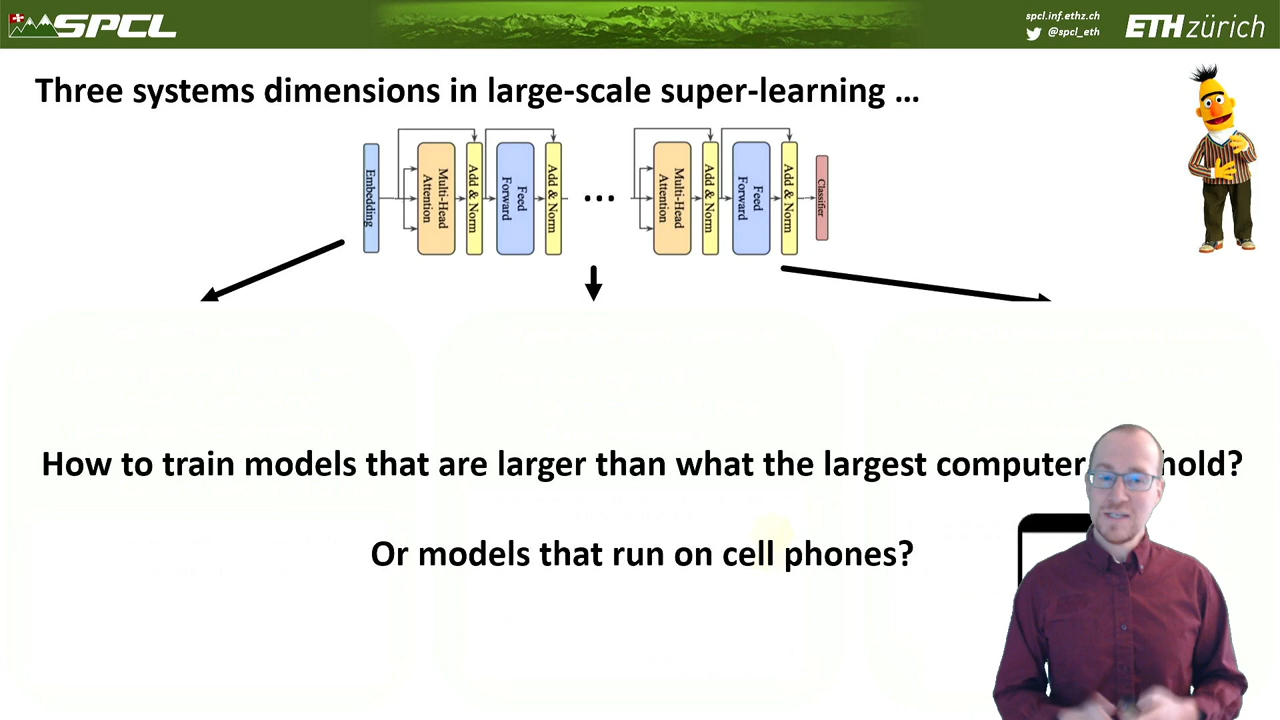 SPCL
spcl.inf.ethz.ch
@spcl_eth
ETH zürich
Three systems dimensions in large-scale super-learning ...
Embedding
Multi-Head
Attention
Add & Norm
Feed
Forward
Add & Norm
...
Multi-Head
Attention
Add & Norm
Feed
Forward
Add & Norm
Classifier
How to train models that are larger than what the largest computer hold?
Or models that run on cell phones?